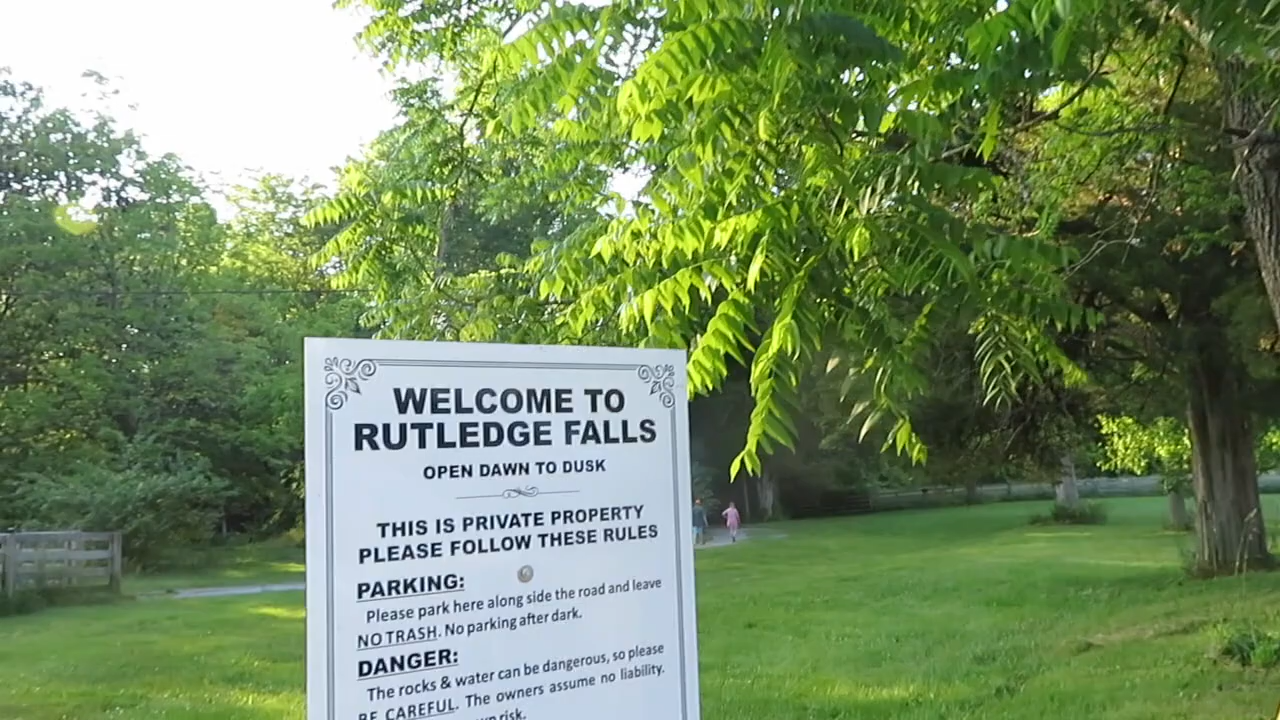 WELCOME TO
RUTLEDGE FALLS
OPEN DAWN TO DUSK
THIS IS PRIVATE PROPERTY
PLEASE FOLLOW THESE RULES
PARKING:
Please park here along side the road and leave
NO TRASH. No parking after dark.
DANGER:
The rocks & water can be dangerous, so please
BE CAREFUL. The owners assume no liability.
risk.